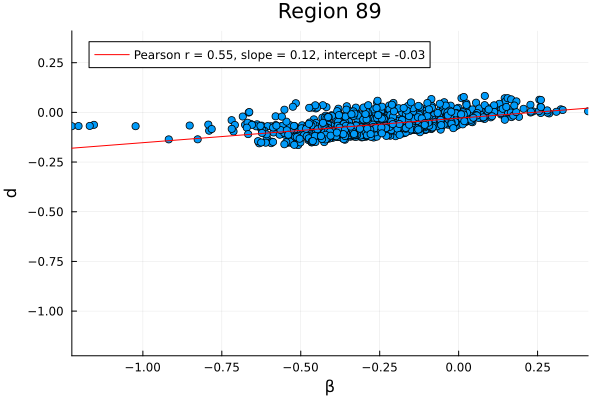 Region 89
Pearson r = 0.55, slope = 0.12, intercept = -0.03
0.25
0.00
−0.25
−0.50
−0.75
−1.00
d
−1.00 −0.75 −0.50 −0.25 0.00 0.25
β